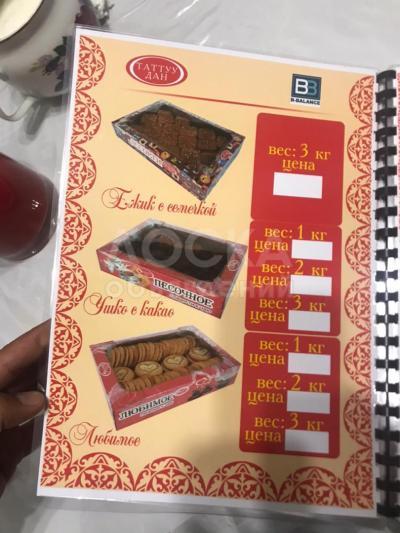 ТАТТУУ
ДАН
BB
B-BALANCE
вес: 3 кг
цена
Ежик с семечкой
вес: 1 кг
цена
вес: 2 кг
цена
вес: 3 кг
цена
ПЕСОЧНОЕ
Ушко с какао
вес: 1 кг
цена
вес: 2 кг
цена
вес: 3 кг
цена
ЛЮБИМОЕ
Любимое
ДОСКА